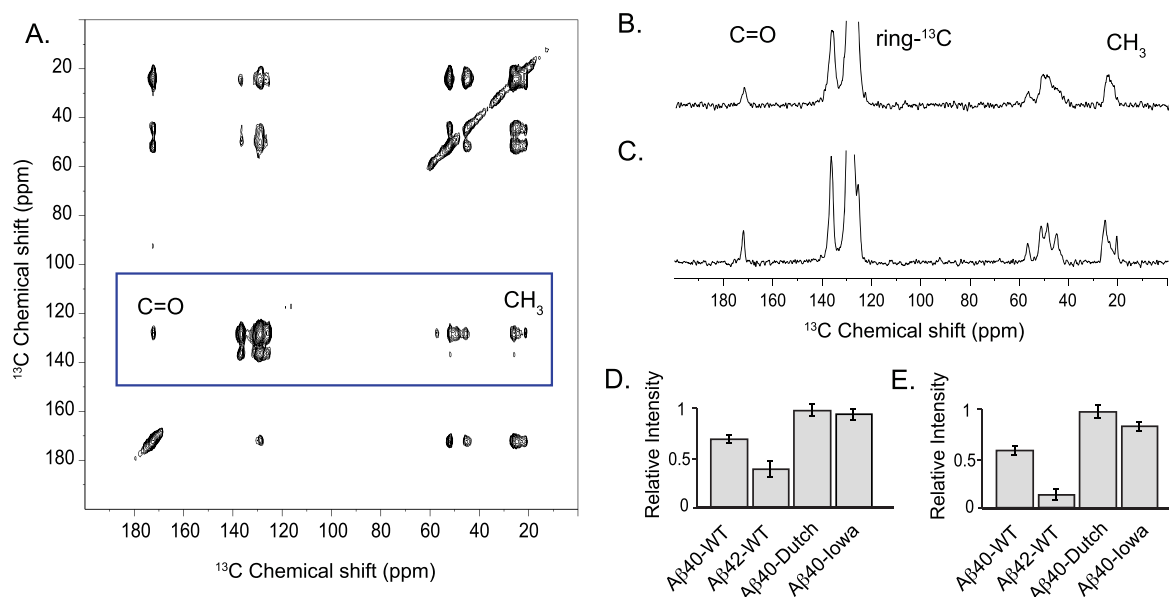 A.
20
40
60
80
100
120
140
160
180
C=O
CH₃
180 160 140 120 100 80 60 40 20
¹³C Chemical shift (ppm)
¹³C Chemical shift (ppm)
B.
C=O
ring-¹³C
CH₃
C.
180 160 140 120 100 80 60 40 20
¹³C Chemical shift (ppm)
D.
Relative Intensity
1
0.5
0
Aβ40-WT
Aβ42-WT
Aβ40-Dutch
Aβ40-Iowa
E.
Relative Intensity
1
0.5
0
Aβ40-WT
Aβ42-WT
Aβ40-Dutch
Aβ40-Iowa